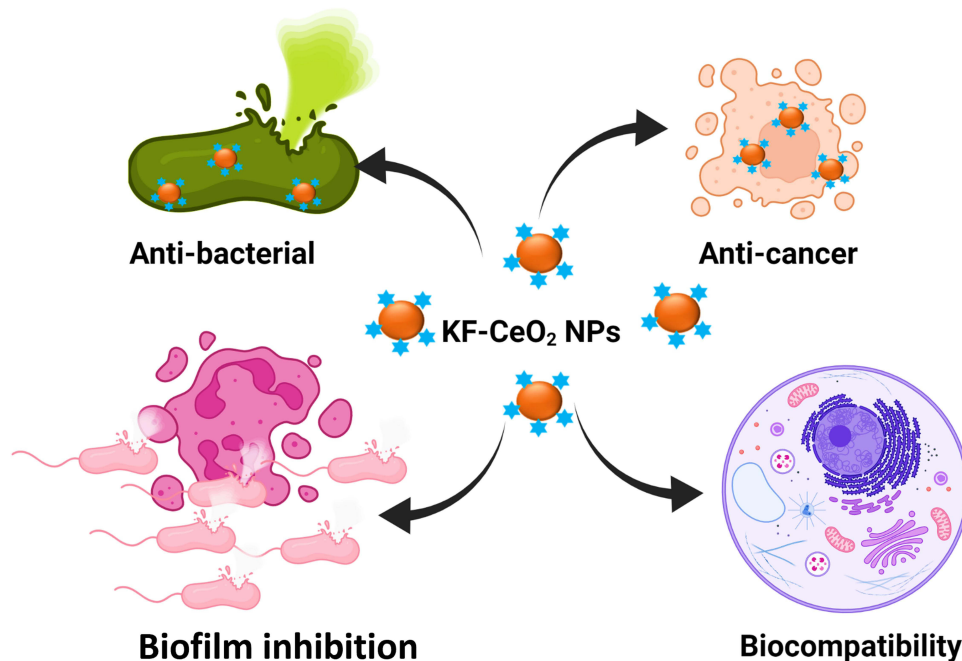 Anti-bacterial
Anti-cancer
KF-CeO₂ NPs
Biofilm inhibition
Biocompatibility